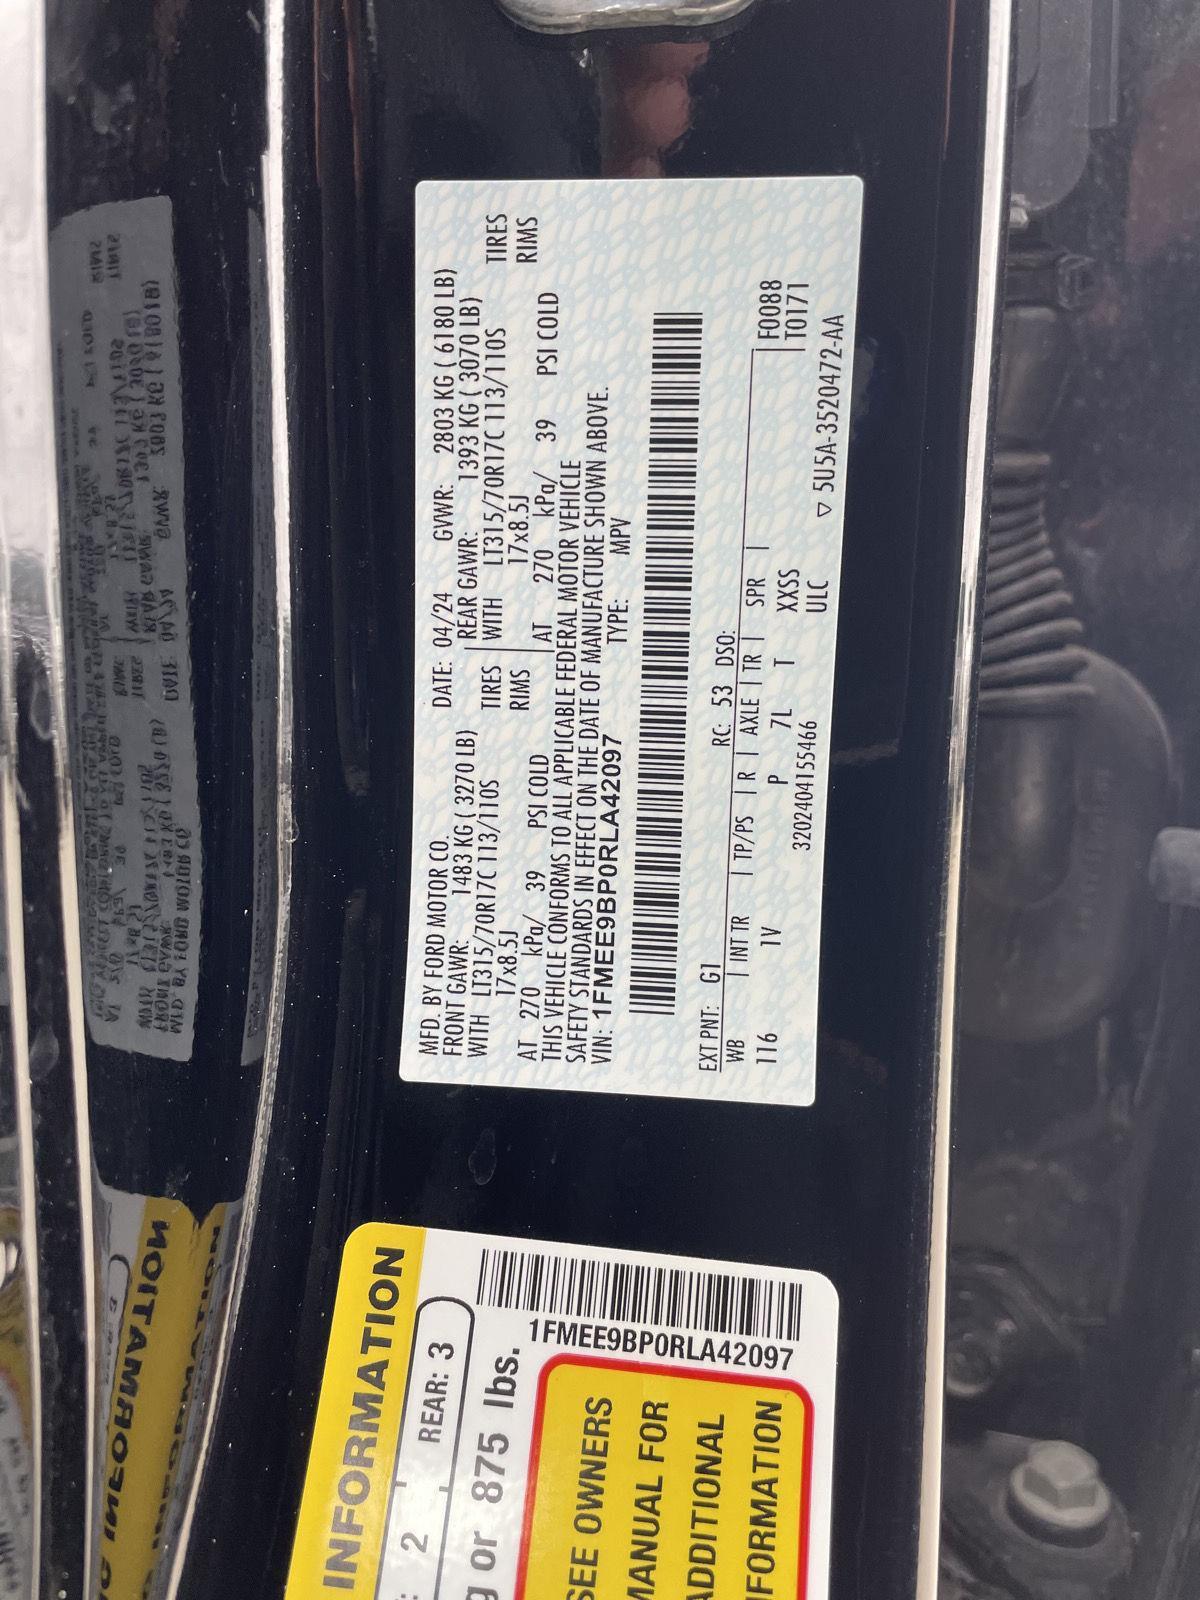 MFD. BY FORD MOTOR CO.
DATE: 04/24 GVWR: 2803 KG ( 6180 LB)
FRONT GAWR: 1483 KG ( 3270 LB) REAR GAWR: 1393 KG ( 3070 LB)
WITH LT315/70R17C 113/110S TIRES WITH LT315/70R17C 113/110S TIRES
17x8.5J RIMS 17x8.5J RIMS
AT 270 kPa/ 39 PSI COLD AT 270 kPa/ 39 PSI COLD
THIS VEHICLE CONFORMS TO ALL APPLICABLE FEDERAL MOTOR VEHICLE
SAFETY STANDARDS IN EFFECT ON THE DATE OF MANUFACTURE SHOWN ABOVE.
VIN: 1FMEE9BP0RLA42097 TYPE: MPV
EXT PNT: G1 RC: 53 DSO: F0088
WB | INT TR | TP/PS | R | AXLE | TR | SPR | T0171
116 1V P 7L T XXSS
3202404155466 ULC ▽ 5U5A-3520472-AA
INFORMATION
2 REAR: 3
or 875 lbs.
1FMEE9BP0RLA42097
SEE OWNERS
MANUAL FOR
ADDITIONAL
INFORMATION